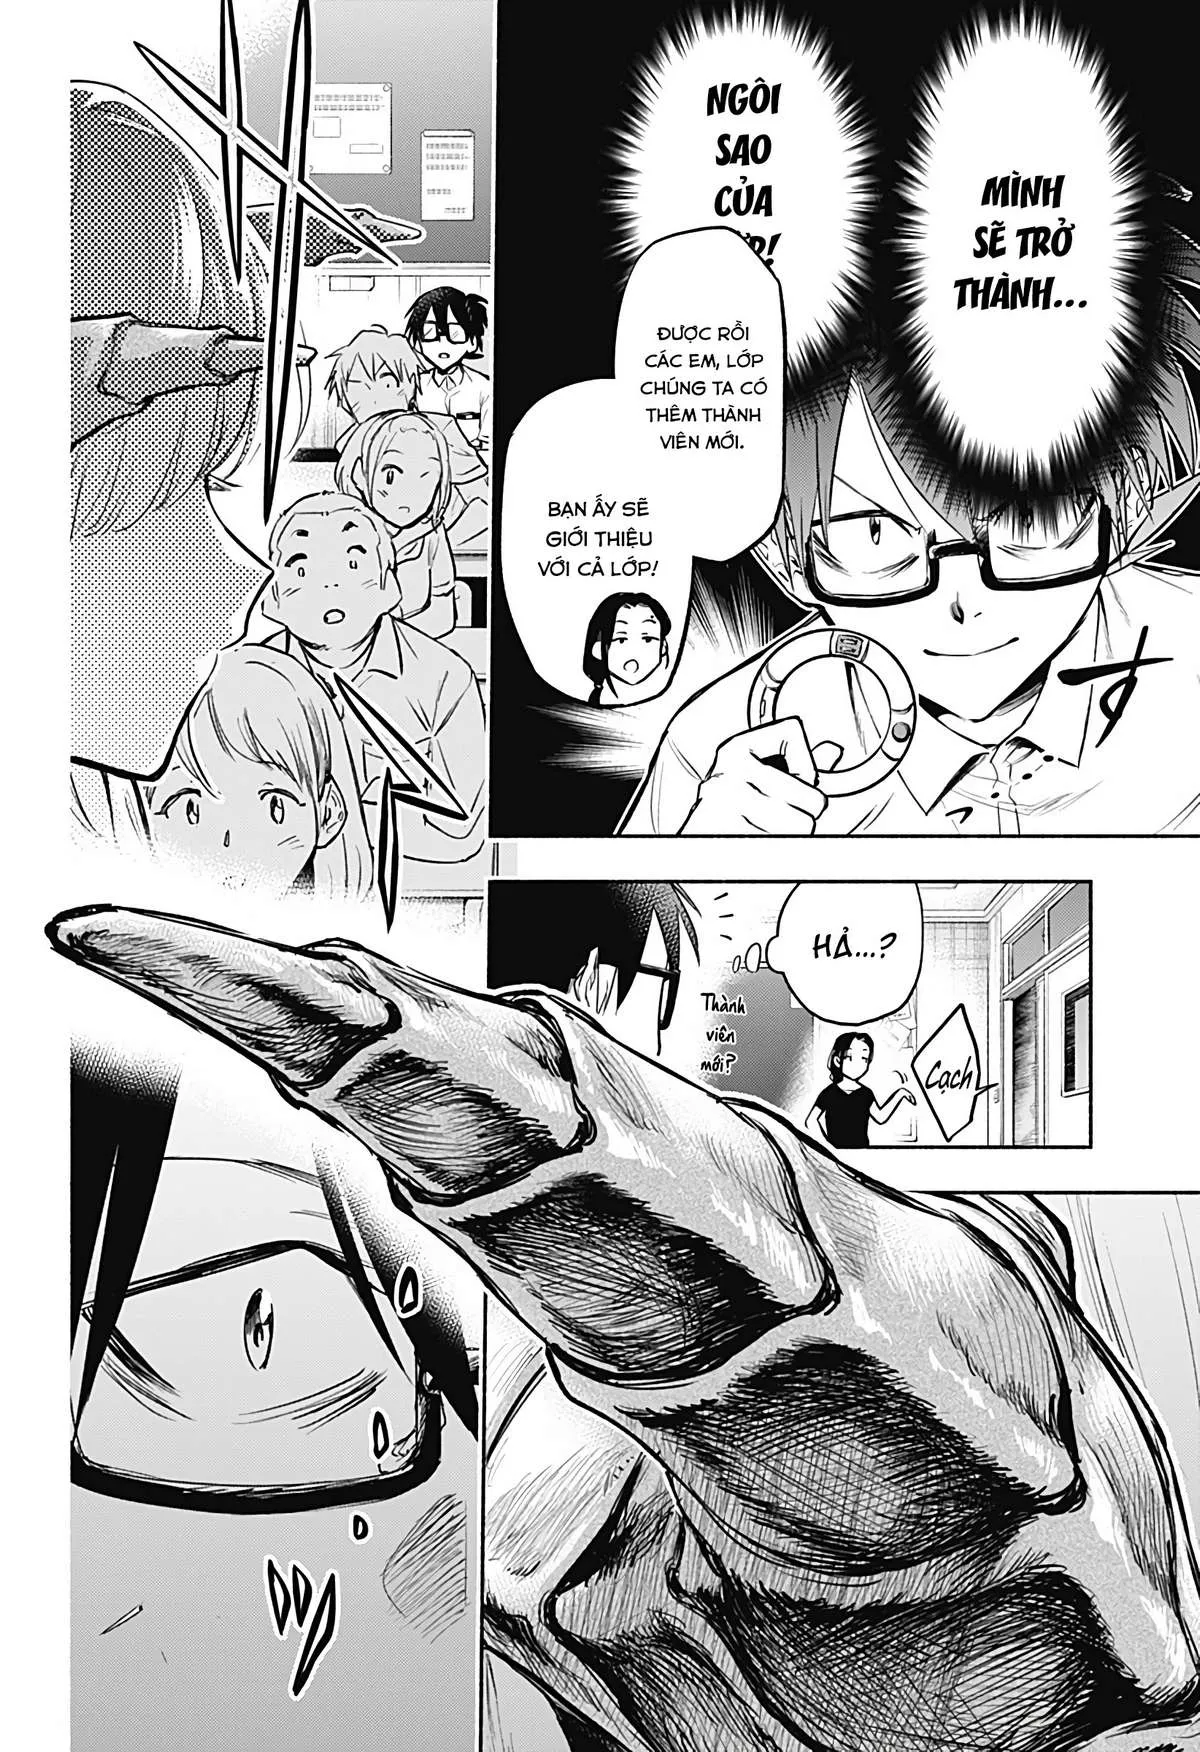 MÌNH
SẼ TRỞ
THÀNH...
NGÔI
SAO
CỦA
ĐƯỢC RỒI
CÁC EM, LỚP
CHÚNG TA CÓ
THÊM THÀNH
VIÊN MỚI.
BẠN ẤY SẼ
GIỚI THIỆU
VỚI CẢ LỚP!
す
HẢ...?
Thành
viên
mới?
Cạch